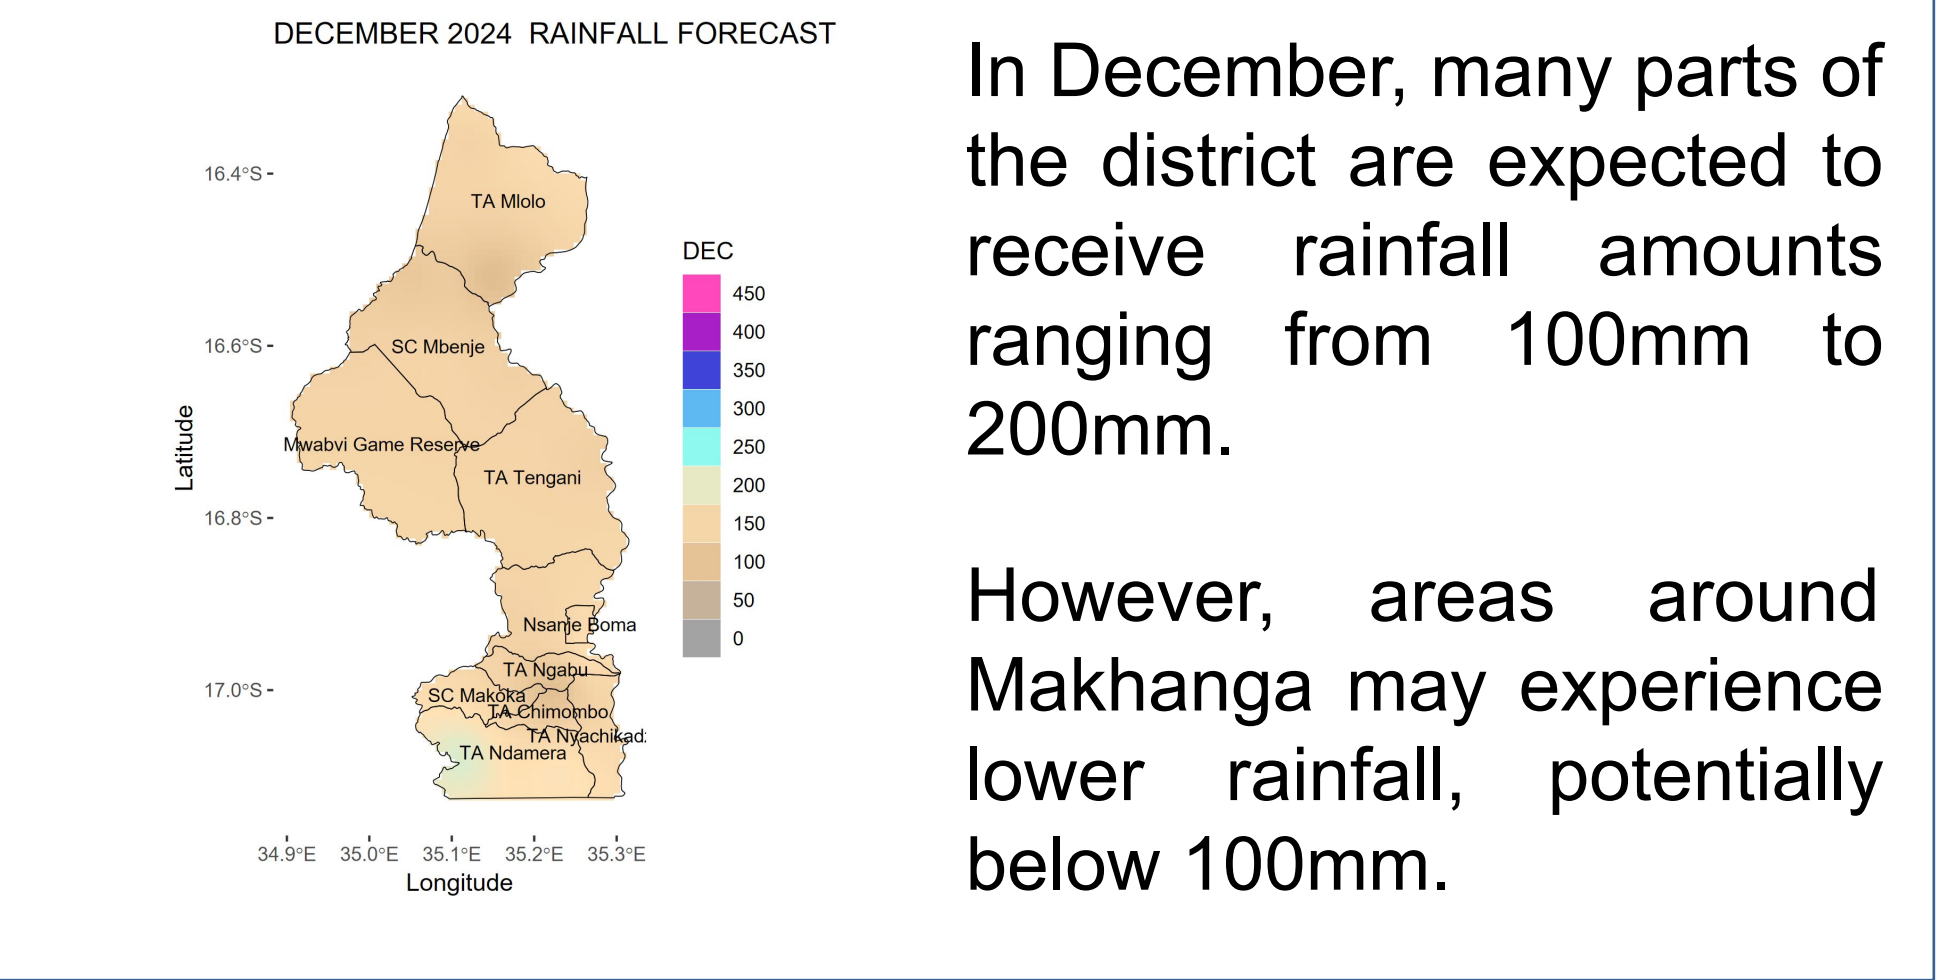 DECEMBER 2024  RAINFALL FORECAST
TA Mlolo
SC Mbenje
Mwabvi Game Reserve
TA Tengani
Nsanje Boma
TA Ngabu
SC Makoka
TA Chimombo
TA Nyachikadz
TA Ndamera
16.4°S
16.6°S
16.8°S
17.0°S
Latitude
34.9°E 35.0°E 35.1°E 35.2°E 35.3°E
Longitude
DEC
450
400
350
300
250
200
150
100
50
0
In December, many parts of
the district are expected to
receive rainfall amounts
ranging from 100mm to
200mm.
However, areas around
Makhanga may experience
lower rainfall, potentially
below 100mm.